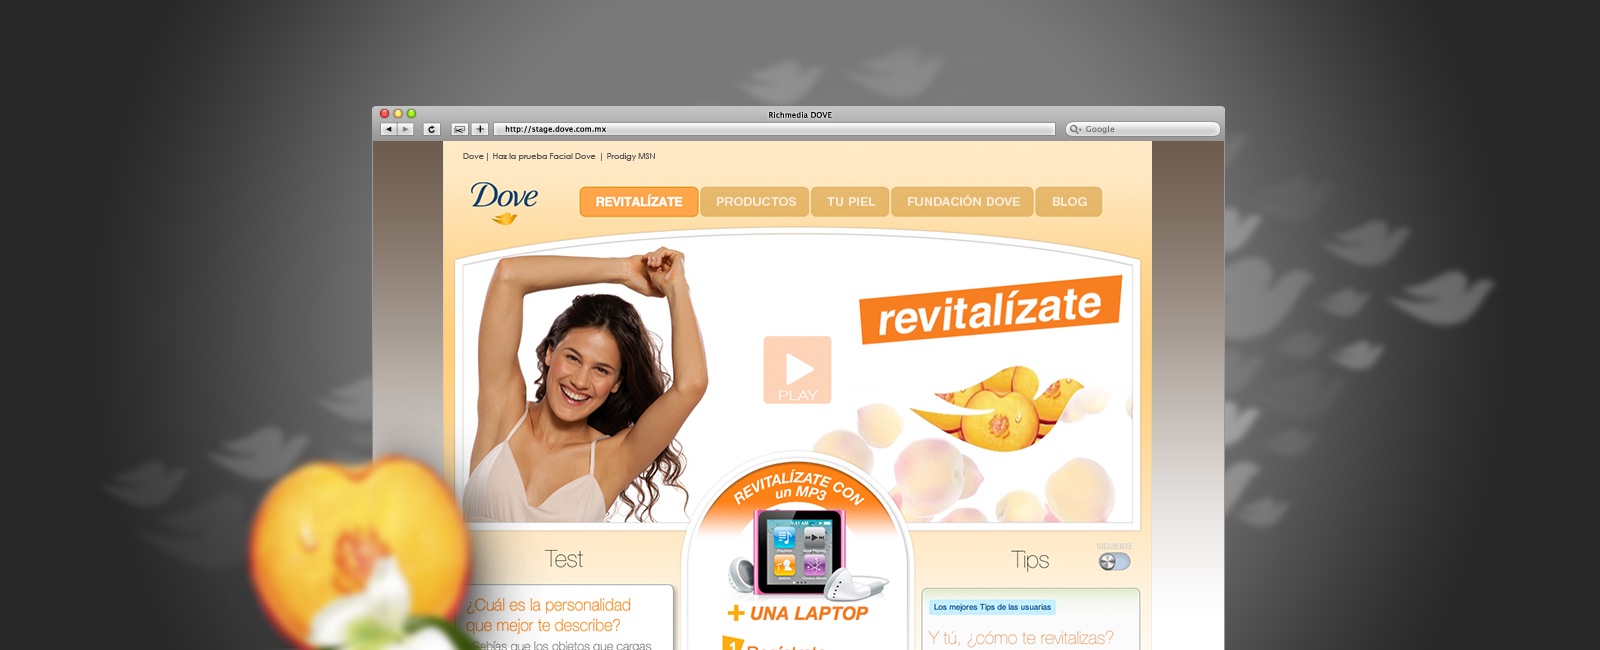 Richmedia DOVE
http://stage.dove.com.mx
Google
Dove | Haz la prueba Facial Dove | Prodigy MSN
Dove
REVITALÍZATE
PRODUCTOS
TU PIEL
FUNDACIÓN DOVE
BLOG
revitalízate
PLAY
REVITALÍZATE CON
un MP3
+ UNA LAPTOP
1
Test
¿Cuál es la personalidad
que mejor te describe?
Sabías que los objetos que cargas
Tips
SIGUIENTE
Los mejores Tips de las usuarias
Y tú, ¿cómo te revitalizas?